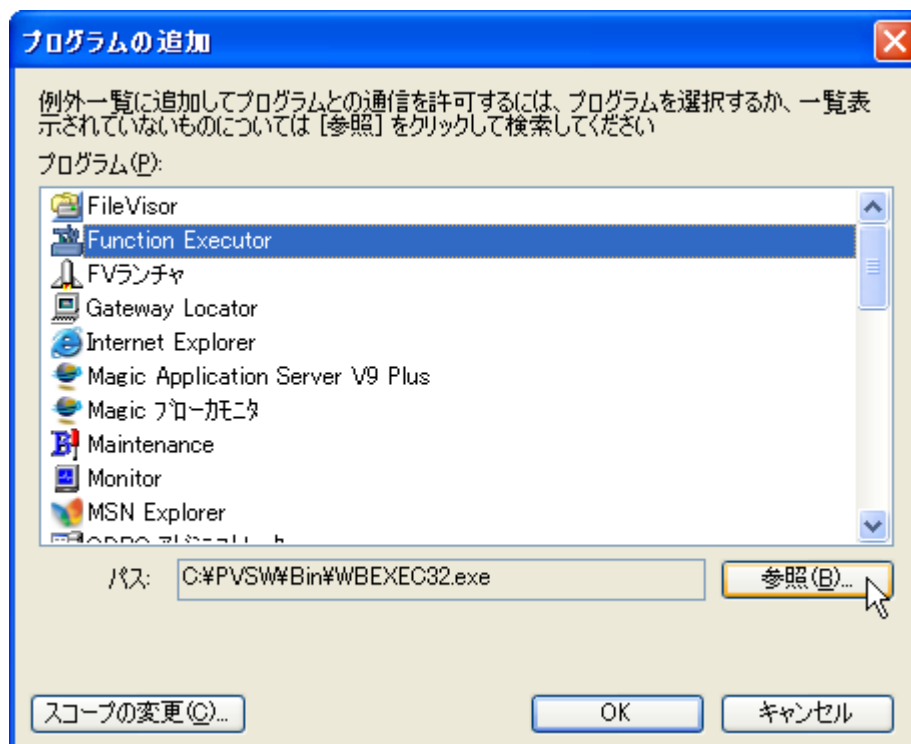 プログラムの追加
例外一覧に追加してプログラムとの通信を許可するには、プログラムを選択するか、一覧表
示されていないものについては [参照] をクリックして検索してください
プログラム(P):
FileVisor
Function Executor
FVランチャ
Gateway Locator
Internet Explorer
Magic Application Server V9 Plus
Magic ブローカモニタ
Maintenance
Monitor
MSN Explorer
パス: C:¥PVSW¥Bin¥WBEXEC32.exe 参照(B)...
スコープの変更(C)... OK キャンセル